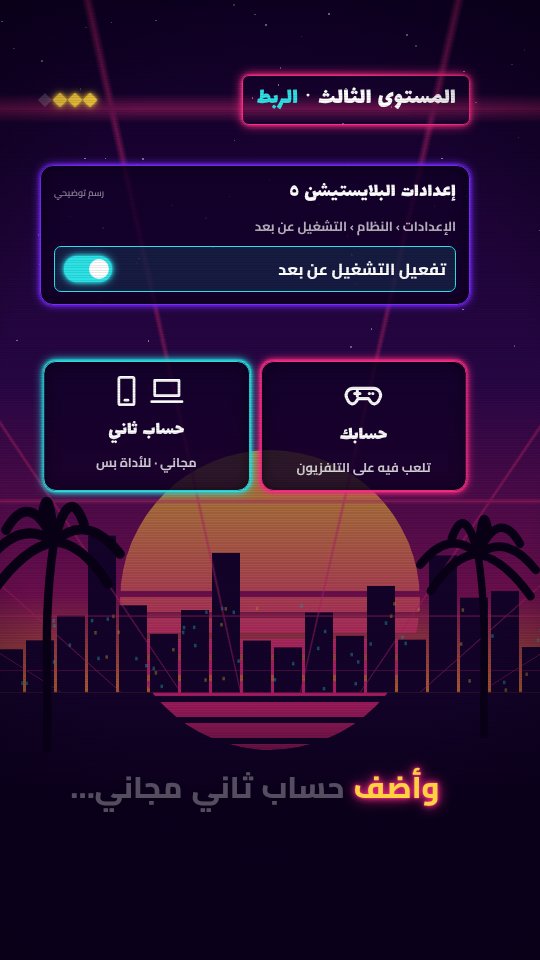 المستوى الثالث · الربط
إعدادات البلايستيشن ٥
رسم توضيحي
الإعدادات › النظام › التشغيل عن بعد
تفعيل التشغيل عن بعد
حسابك
تلعب فيه على التلفزيون
حساب ثاني
مجاني · للأداة بس
وأضف حساب ثاني مجاني...